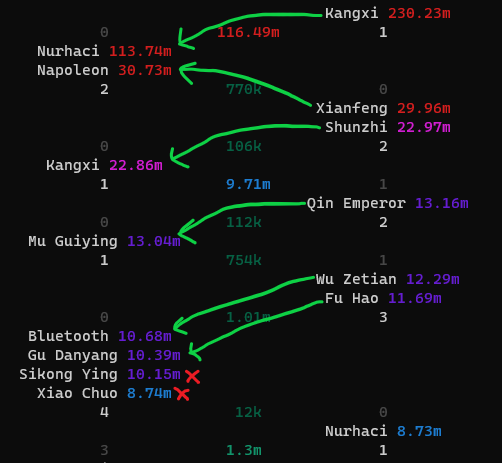 Kangxi 230.23m
0 116.49m 1
Nurhaci 113.74m
Napoleon 30.73m
2 770k 0
Xianfeng 29.96m
Shunzhi 22.97m
0 106k 2
Kangxi 22.86m
1 9.71m 1
Qin Emperor 13.16m
0 112k 2
Mu Guiying 13.04m
1 754k 1
Wu Zetian 12.29m
Fu Hao 11.69m
0 1.01m 3
Bluetooth 10.68m
Gu Danyang 10.39m
Sikong Ying 10.15m
Xiao Chuo 8.74m
4 12k 0
Nurhaci 8.73m
3 1.3m 1